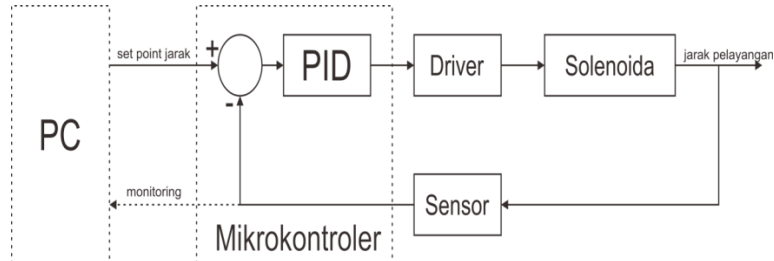 set point jarak
+
-
PID
Driver
Solenoida
jarak pelayangan
PC
monitoring
Sensor
Mikrokontroler